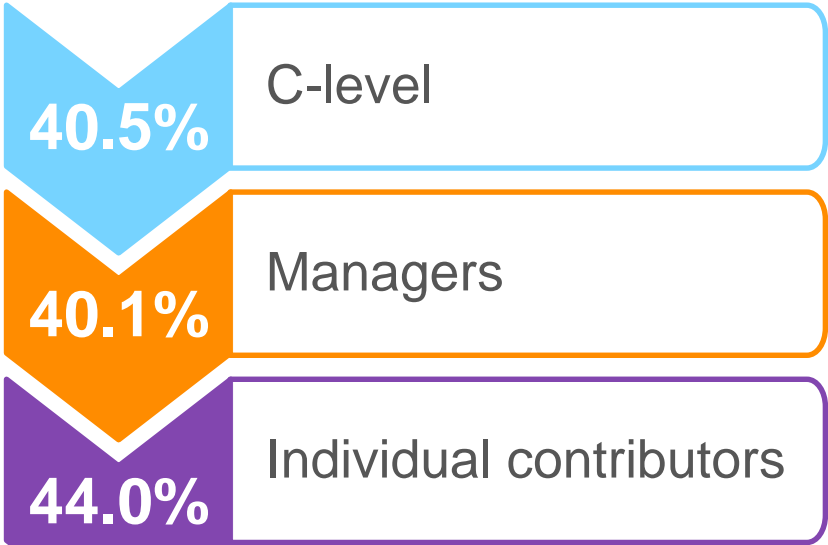 40.5%
C-level
40.1%
Managers
44.0%
Individual contributors